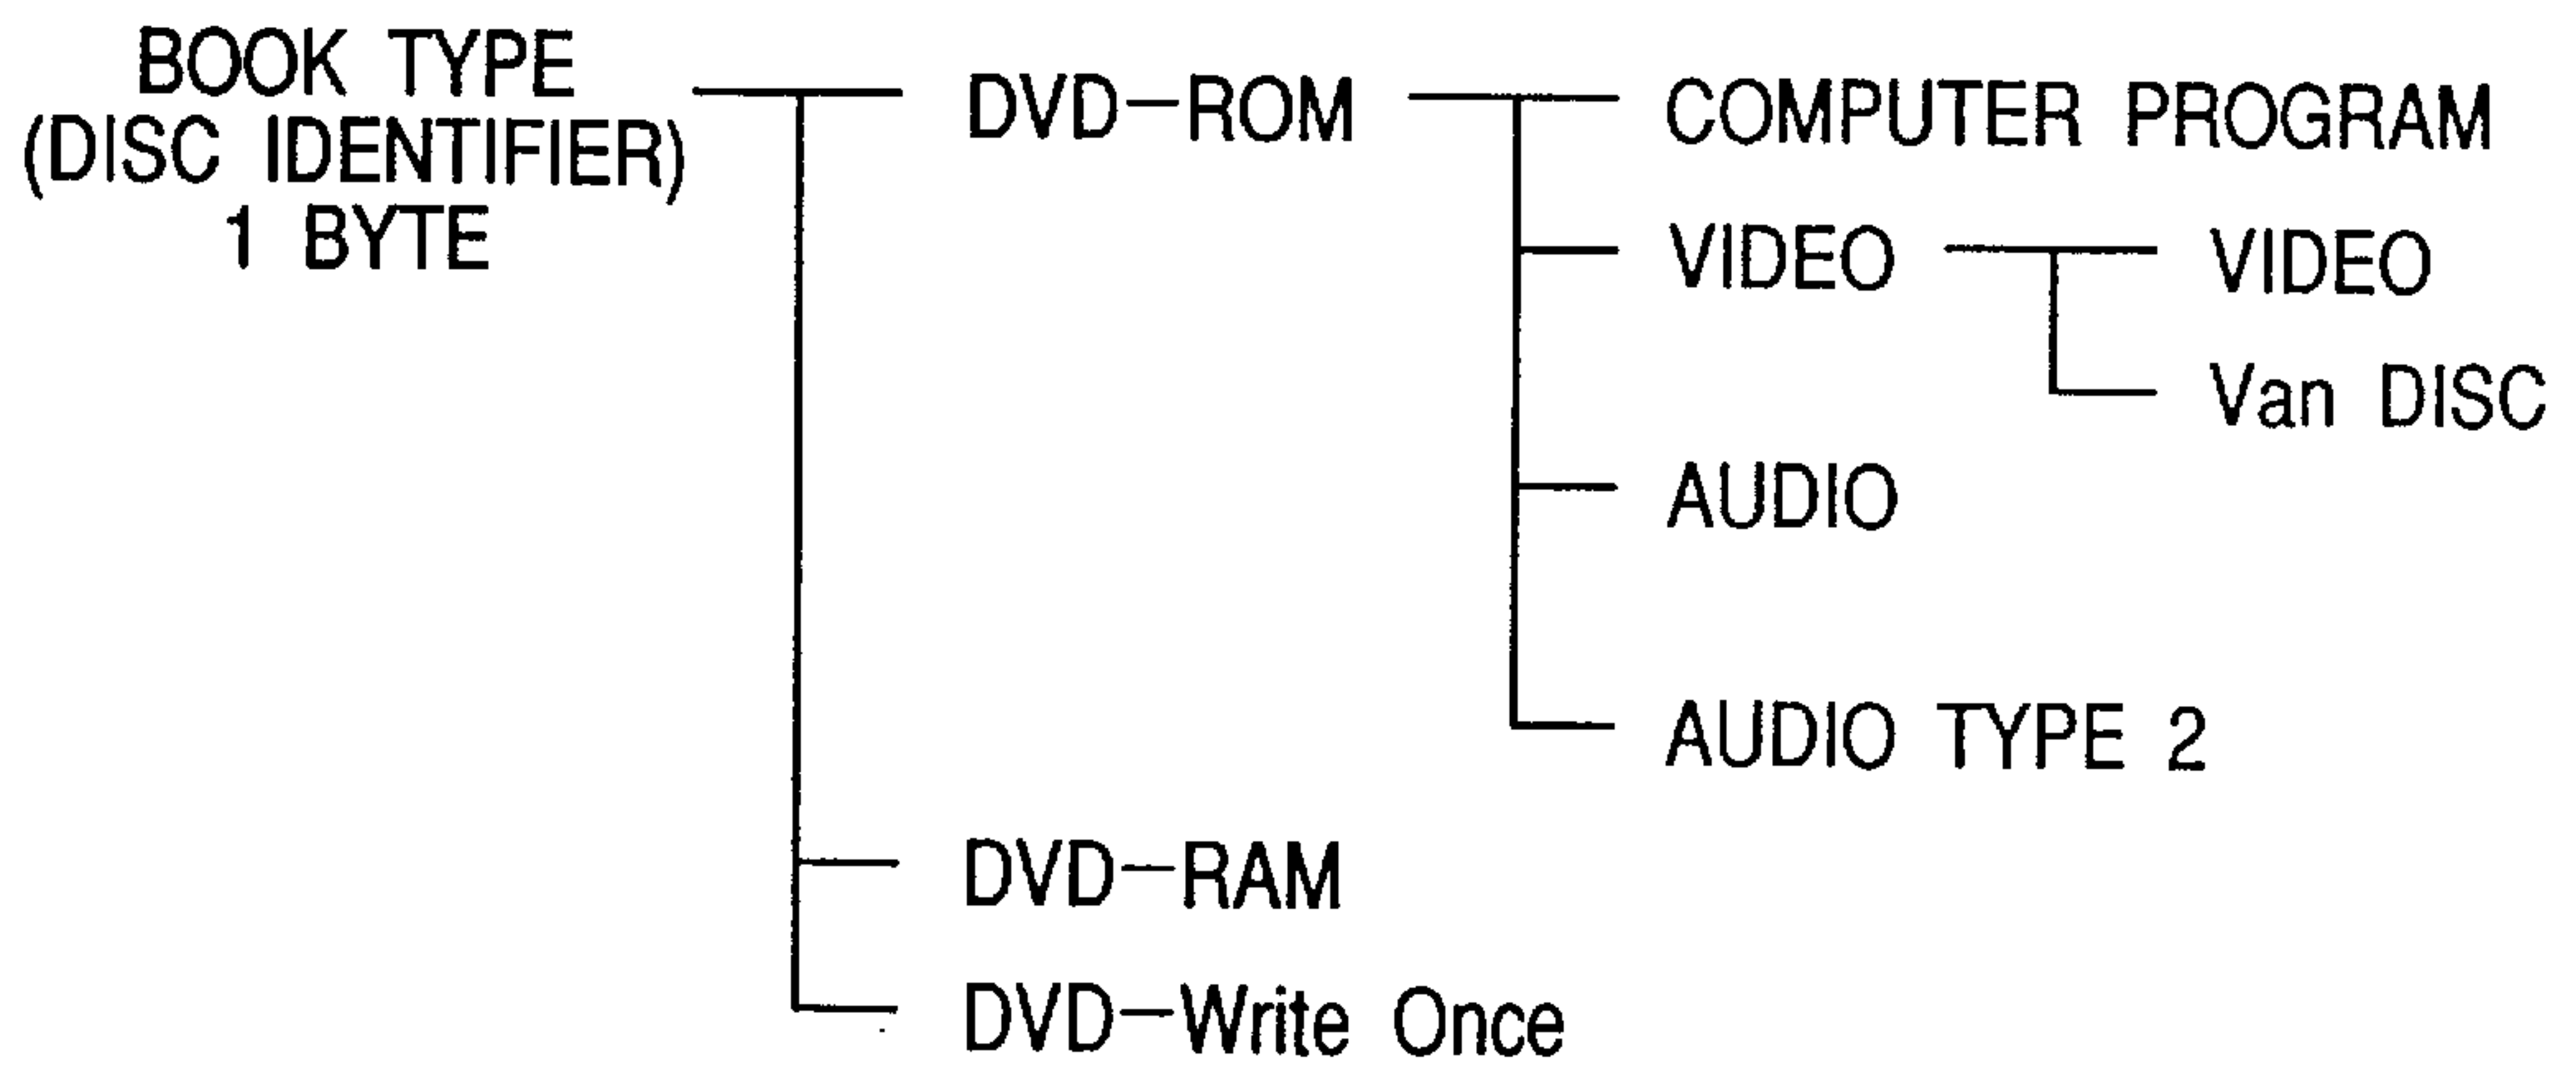 BOOK TYPE
(DISC IDENTIFIER)
1 BYTE
DVD-ROM
COMPUTER PROGRAM
VIDEO
VIDEO
Van DISC
AUDIO
AUDIO TYPE 2
DVD-RAM
DVD-Write Once